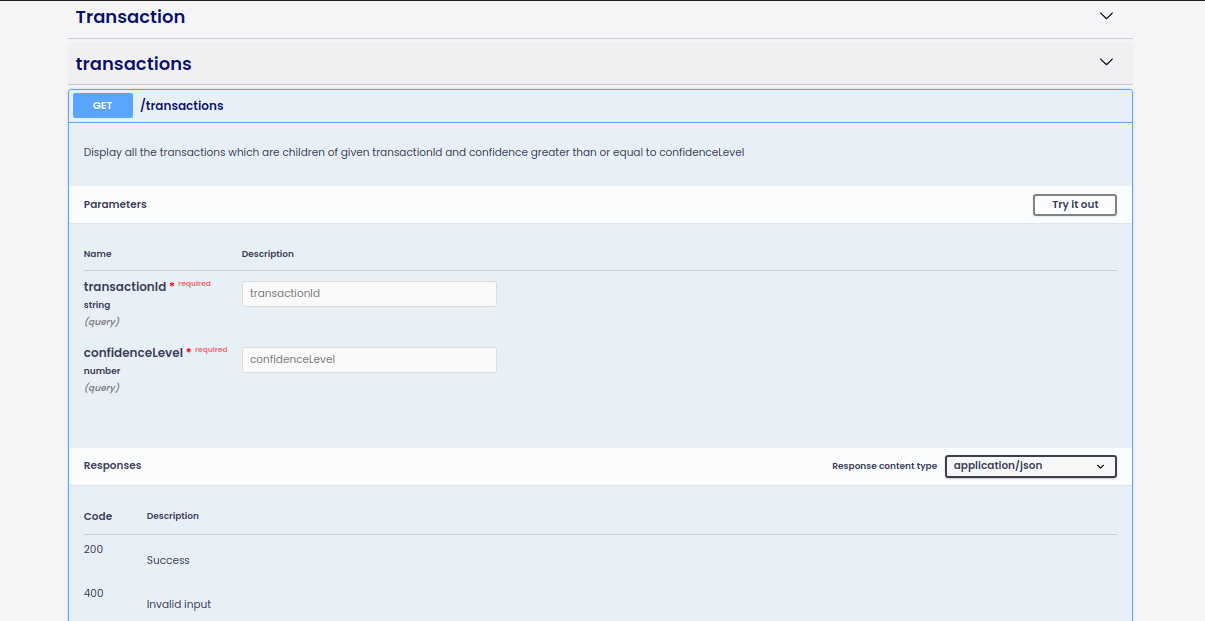 Transaction
transactions
GET /transactions
Display all the transactions which are children of given transactionId and confidence greater than or equal to confidenceLevel
Parameters Try it out
Name Description
transactionId * required transactionId
string
(query)
confidenceLevel * required confidenceLevel
number
(query)
Responses Response content type application/json
Code Description
200 Success
400 Invalid input